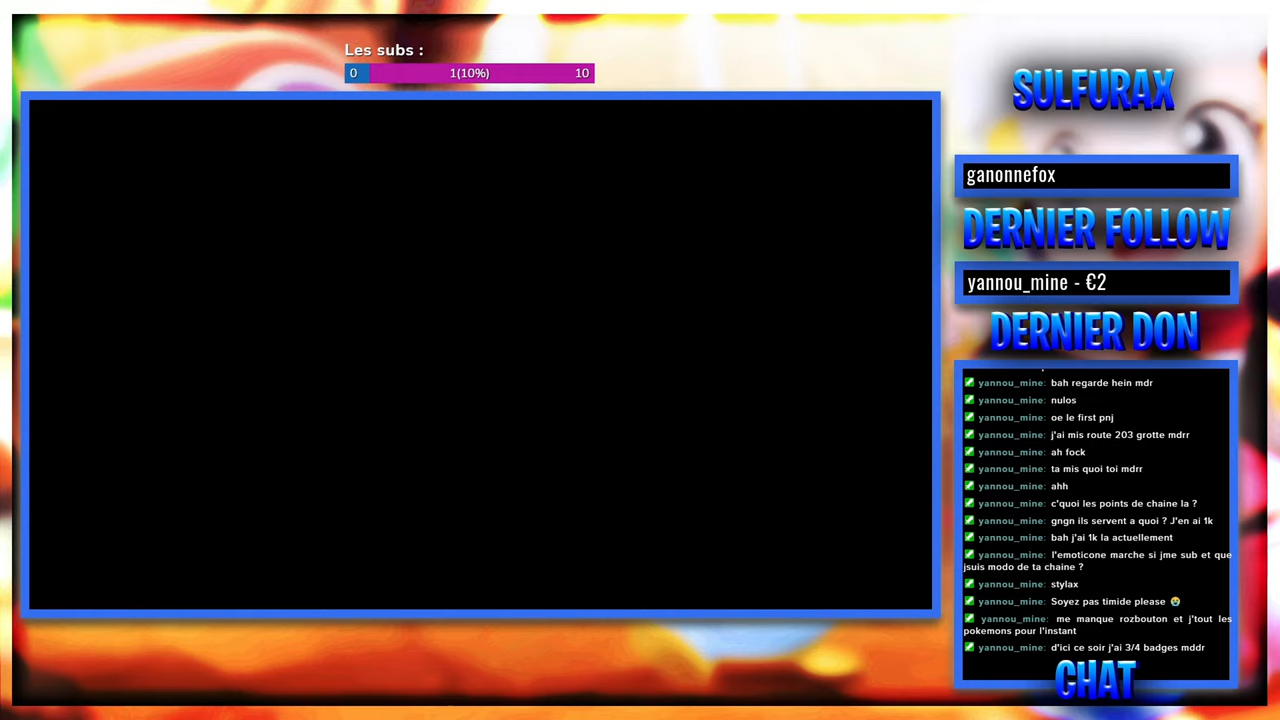 Les subs :
0 1(10%) 10
SULFURAX
ganonnefox
DERNIER FOLLOW
yannou_mine - €2
DERNIER DON
yannou_mine: bah regarde hein mdr
yannou_mine: nulos
yannou_mine: oe le first pnj
yannou_mine: j'ai mis route 203 grotte mdrr
yannou_mine: ah fock
yannou_mine: ta mis quoi toi mdrr
yannou_mine: ahh
yannou_mine: c'quoi les points de chaine la ?
yannou_mine: gngn ils servent a quoi ? J'en ai 1k
yannou_mine: bah j'ai 1k la actuellement
yannou_mine: l'emoticone marche si jme sub et que
jsuis modo de ta chaine ?
yannou_mine: stylax
yannou_mine: Soyez pas timide please 😭
yannou_mine: me manque rozbouton et j'tout les
pokemons pour l'instant
yannou_mine: d'ici ce soir j'ai 3/4 badges mddr
CHAT